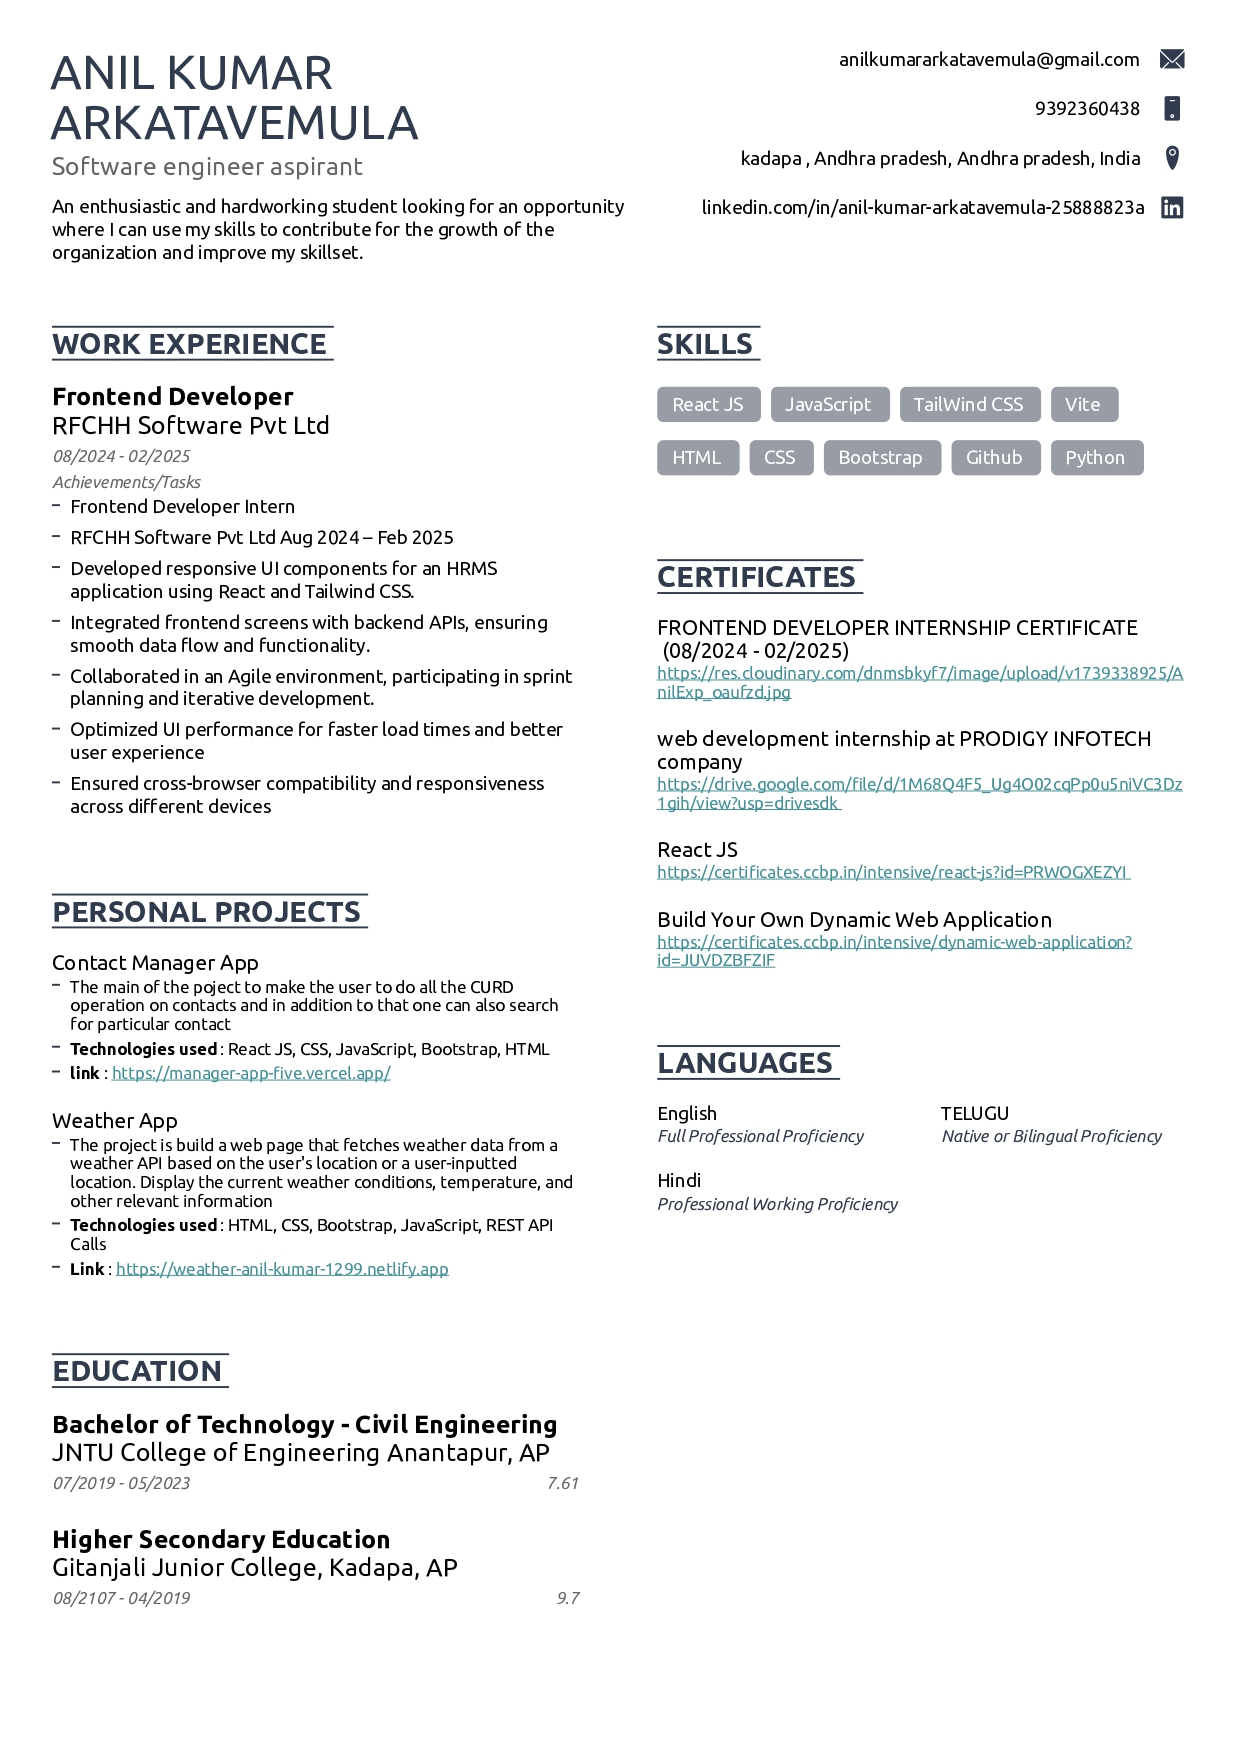 ANIL KUMAR
ARKATAVEMULA
Software engineer aspirant
An enthusiastic and hardworking student looking for an opportunity
where I can use my skills to contribute for the growth of the
organization and improve my skillset.
anilkumararkatavemula@gmail.com
9392360438
kadapa , Andhra pradesh, Andhra pradesh, India
linkedin.com/in/anil-kumar-arkatavemula-25888823a
WORK EXPERIENCE
Frontend Developer
RFCHH Software Pvt Ltd
08/2024 - 02/2025
Achievements/Tasks
– Frontend Developer Intern
– RFCHH Software Pvt Ltd Aug 2024 – Feb 2025
– Developed responsive UI components for an HRMS
application using React and Tailwind CSS.
– Integrated frontend screens with backend APIs, ensuring
smooth data flow and functionality.
– Collaborated in an Agile environment, participating in sprint
planning and iterative development.
– Optimized UI performance for faster load times and better
user experience
– Ensured cross-browser compatibility and responsiveness
across different devices
PERSONAL PROJECTS
Contact Manager App
– The main of the poject to make the user to do all the CURD
operation on contacts and in addition to that one can also search
for particular contact
– Technologies used : React JS, CSS, JavaScript, Bootstrap, HTML
– link : https://manager-app-five.vercel.app/
Weather App
– The project is build a web page that fetches weather data from a
weather API based on the user's location or a user-inputted
location. Display the current weather conditions, temperature, and
other relevant information
– Technologies used : HTML, CSS, Bootstrap, JavaScript, REST API
Calls
– Link : https://weather-anil-kumar-1299.netlify.app
EDUCATION
Bachelor of Technology - Civil Engineering
JNTU College of Engineering Anantapur, AP
07/2019 - 05/2023 7.61
Higher Secondary Education
Gitanjali Junior College, Kadapa, AP
08/2107 - 04/2019 9.7
SKILLS
React JS JavaScript TailWind CSS Vite
HTML CSS Bootstrap Github Python
CERTIFICATES
FRONTEND DEVELOPER INTERNSHIP CERTIFICATE
(08/2024 - 02/2025)
https://res.cloudinary.com/dnmsbkyf7/image/upload/v1739338925/A
nilExp_oaufzd.jpg
web development internship at PRODIGY INFOTECH
company
https://drive.google.com/file/d/1M68Q4F5_Ug4O02cqPp0u5niVC3Dz
1gih/view?usp=drivesdk
React JS
https://certificates.ccbp.in/intensive/react-js?id=PRWOGXEZYI
Build Your Own Dynamic Web Application
https://certificates.ccbp.in/intensive/dynamic-web-application?
id=JUVDZBFZIF
LANGUAGES
English TELUGU
Full Professional Proficiency Native or Bilingual Proficiency
Hindi
Professional Working Proficiency